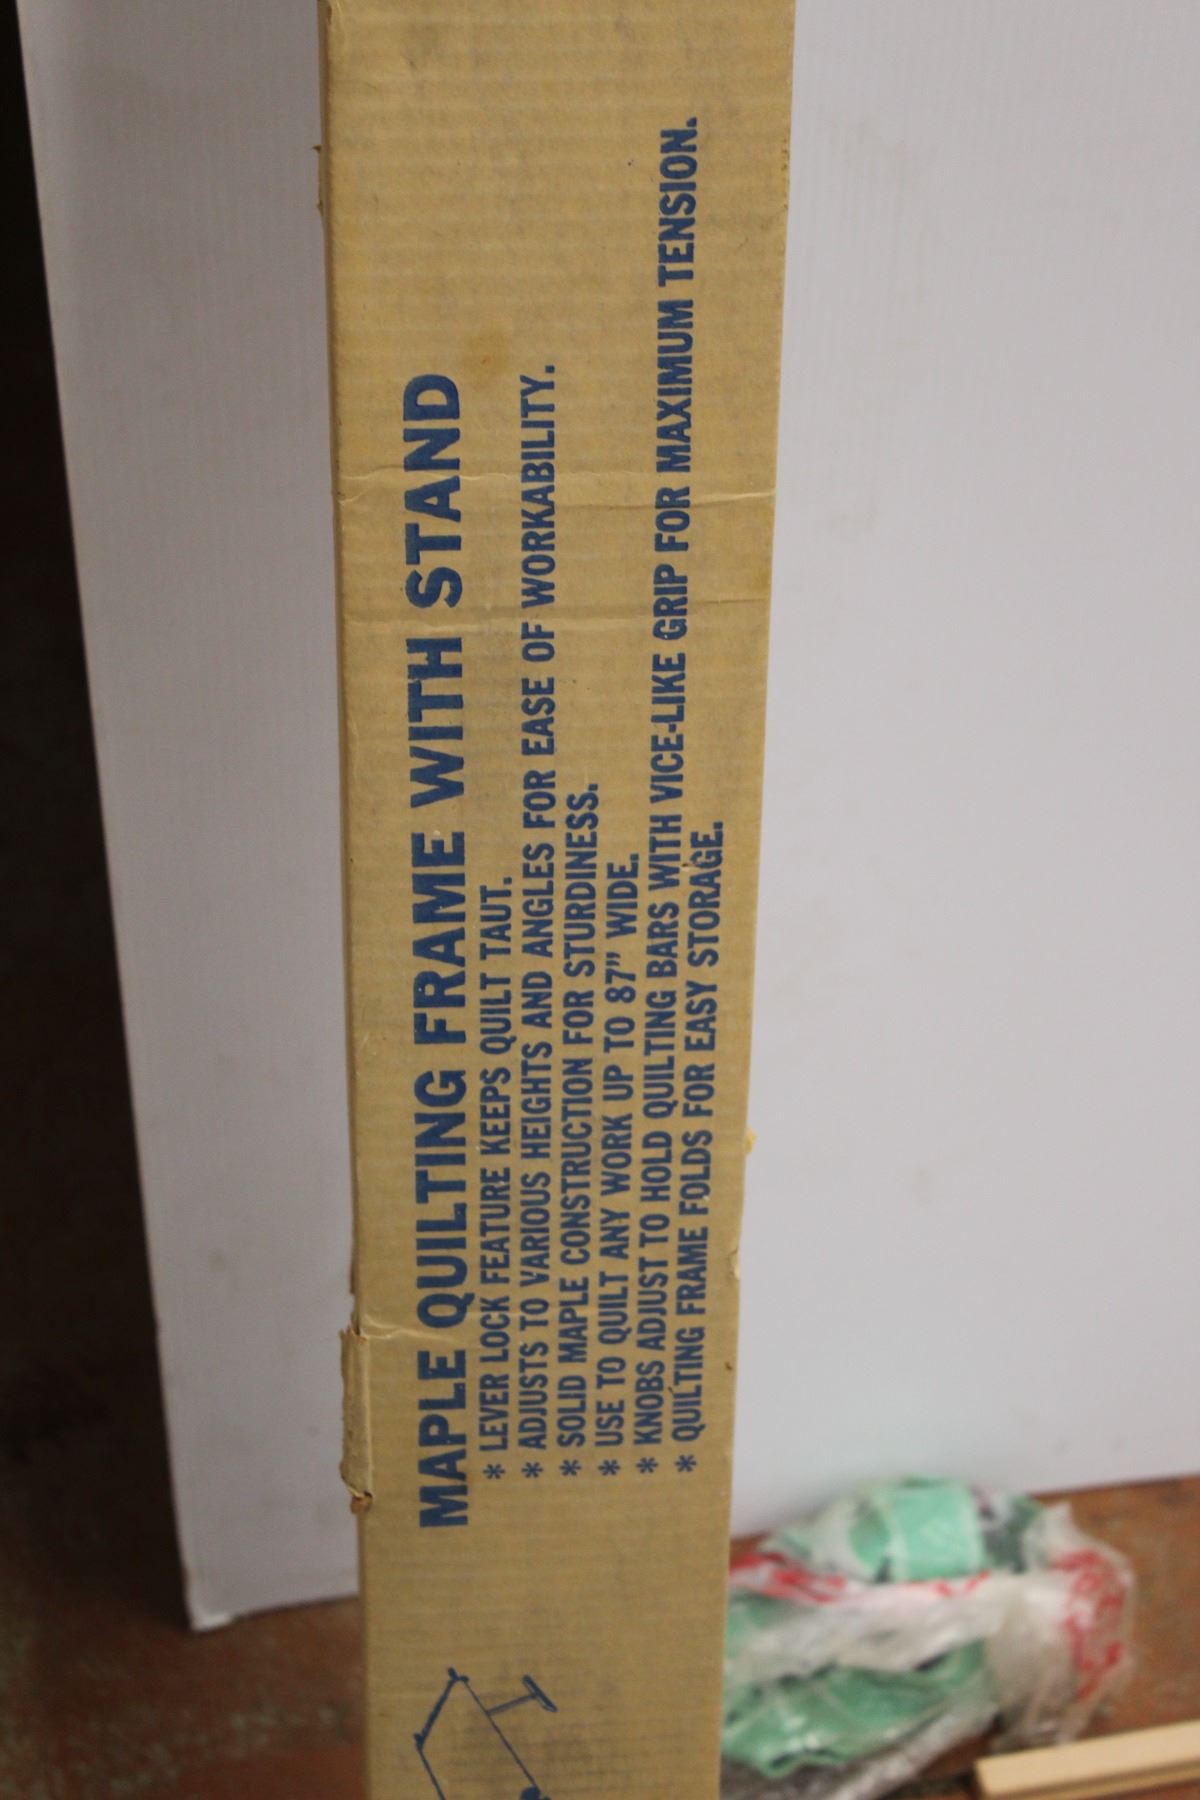 MAPLE QUILTING FRAME WITH STAND
* LEVER LOCK FEATURE KEEPS QUILT TAUT.
* ADJUSTS TO VARIOUS HEIGHTS AND ANGLES FOR EASE OF WORKABILITY.
* SOLID MAPLE CONSTRUCTION FOR STURDINESS.
* USE TO QUILT ANY WORK UP TO 87" WIDE.
* KNOBS ADJUST TO HOLD QUILTING BARS WITH VICE-LIKE GRIP FOR MAXIMUM TENSION.
* QUILTING FRAME FOLDS FOR EASY STORAGE.